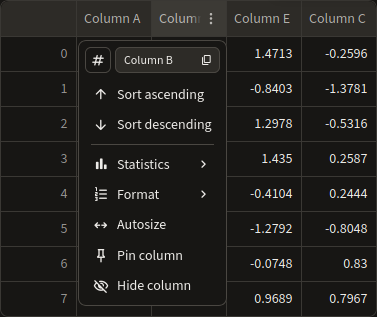 Column A Colum Column E Column C
# Column B
Sort ascending
Sort descending
Statistics
Format
Autosize
Pin column
Hide column
0 1.4713 -0.2596
1 -0.8403 -1.3781
2 1.2978 -0.5316
3 1.435 0.2587
4 -0.4104 0.2444
5 -1.2792 -0.8048
6 -0.0748 0.83
7 0.9689 0.7967